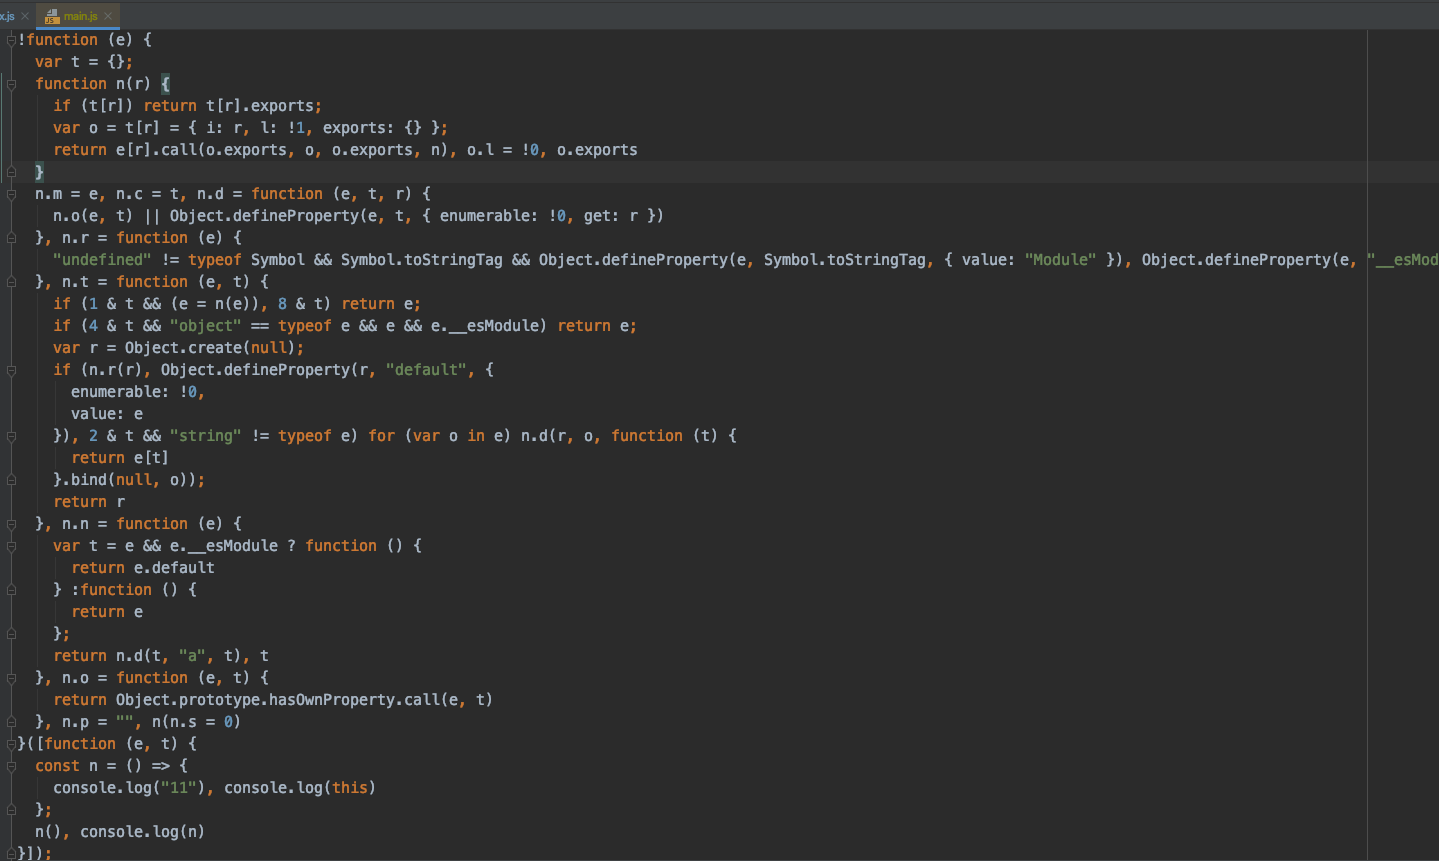 x.js main.js
!function (e) {
  var t = {};
  function n(r) {
    if (t[r]) return t[r].exports;
    var o = t[r] = { i: r, l: !1, exports: {} };
    return e[r].call(o.exports, o, o.exports, n), o.l = !0, o.exports
  }
  n.m = e, n.c = t, n.d = function (e, t, r) {
    n.o(e, t) || Object.defineProperty(e, t, { enumerable: !0, get: r })
  }, n.r = function (e) {
    "undefined" != typeof Symbol && Symbol.toStringTag && Object.defineProperty(e, Symbol.toStringTag, { value: "Module" }), Object.defineProperty(e, "__esMod
  }, n.t = function (e, t) {
    if (1 & t && (e = n(e)), 8 & t) return e;
    if (4 & t && "object" == typeof e && e && e.__esModule) return e;
    var r = Object.create(null);
    if (n.r(r), Object.defineProperty(r, "default", {
      enumerable: !0,
      value: e
    }), 2 & t && "string" != typeof e) for (var o in e) n.d(r, o, function (t) {
      return e[t]
    }.bind(null, o));
    return r
  }, n.n = function (e) {
    var t = e && e.__esModule ? function () {
      return e.default
    } :function () {
      return e
    };
    return n.d(t, "a", t), t
  }, n.o = function (e, t) {
    return Object.prototype.hasOwnProperty.call(e, t)
  }, n.p = "", n(n.s = 0)
}([function (e, t) {
  const n = () => {
    console.log("11"), console.log(this)
  };
  n(), console.log(n)
}]);